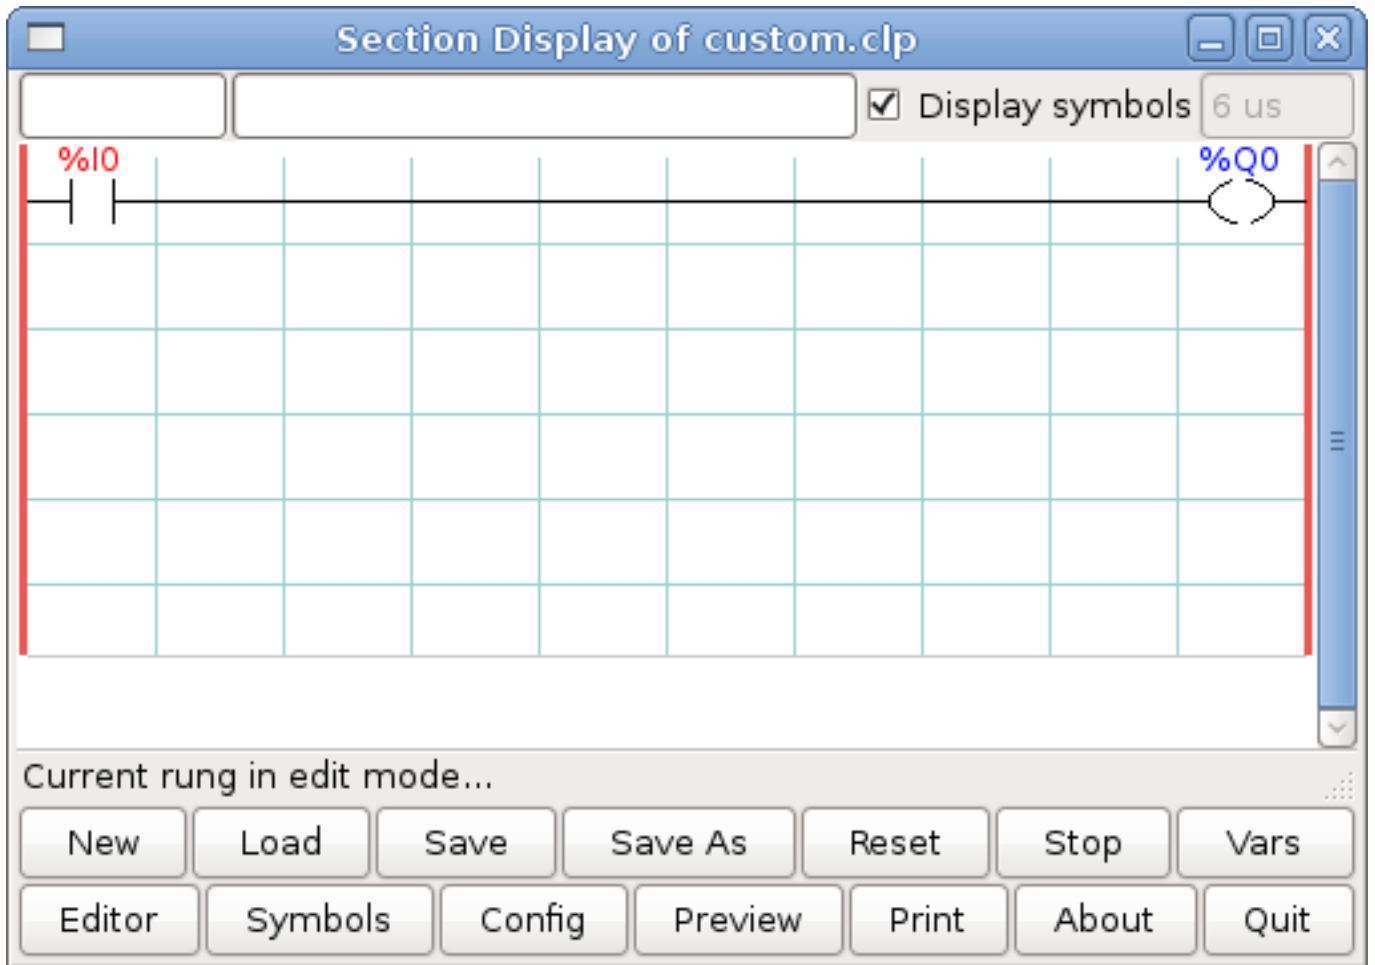 Section Display of custom.clp
Display symbols 6 us
%I0 %Q0
Current rung in edit mode...
New Load Save Save As Reset Stop Vars
Editor Symbols Config Preview Print About Quit